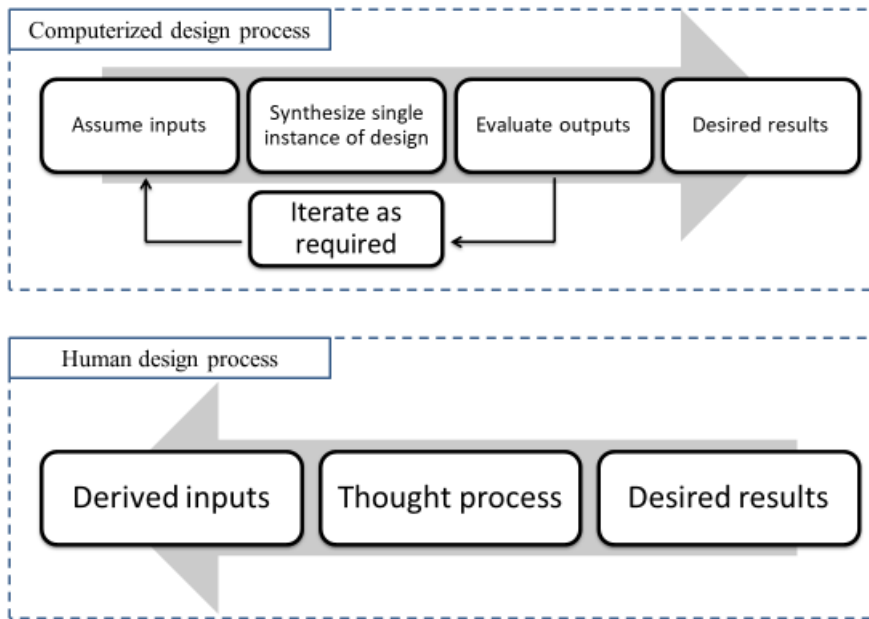 Computerized design process
Assume inputs
Synthesize single
instance of design
Evaluate outputs
Desired results
Iterate as
required
Human design process
Derived inputs
Thought process
Desired results